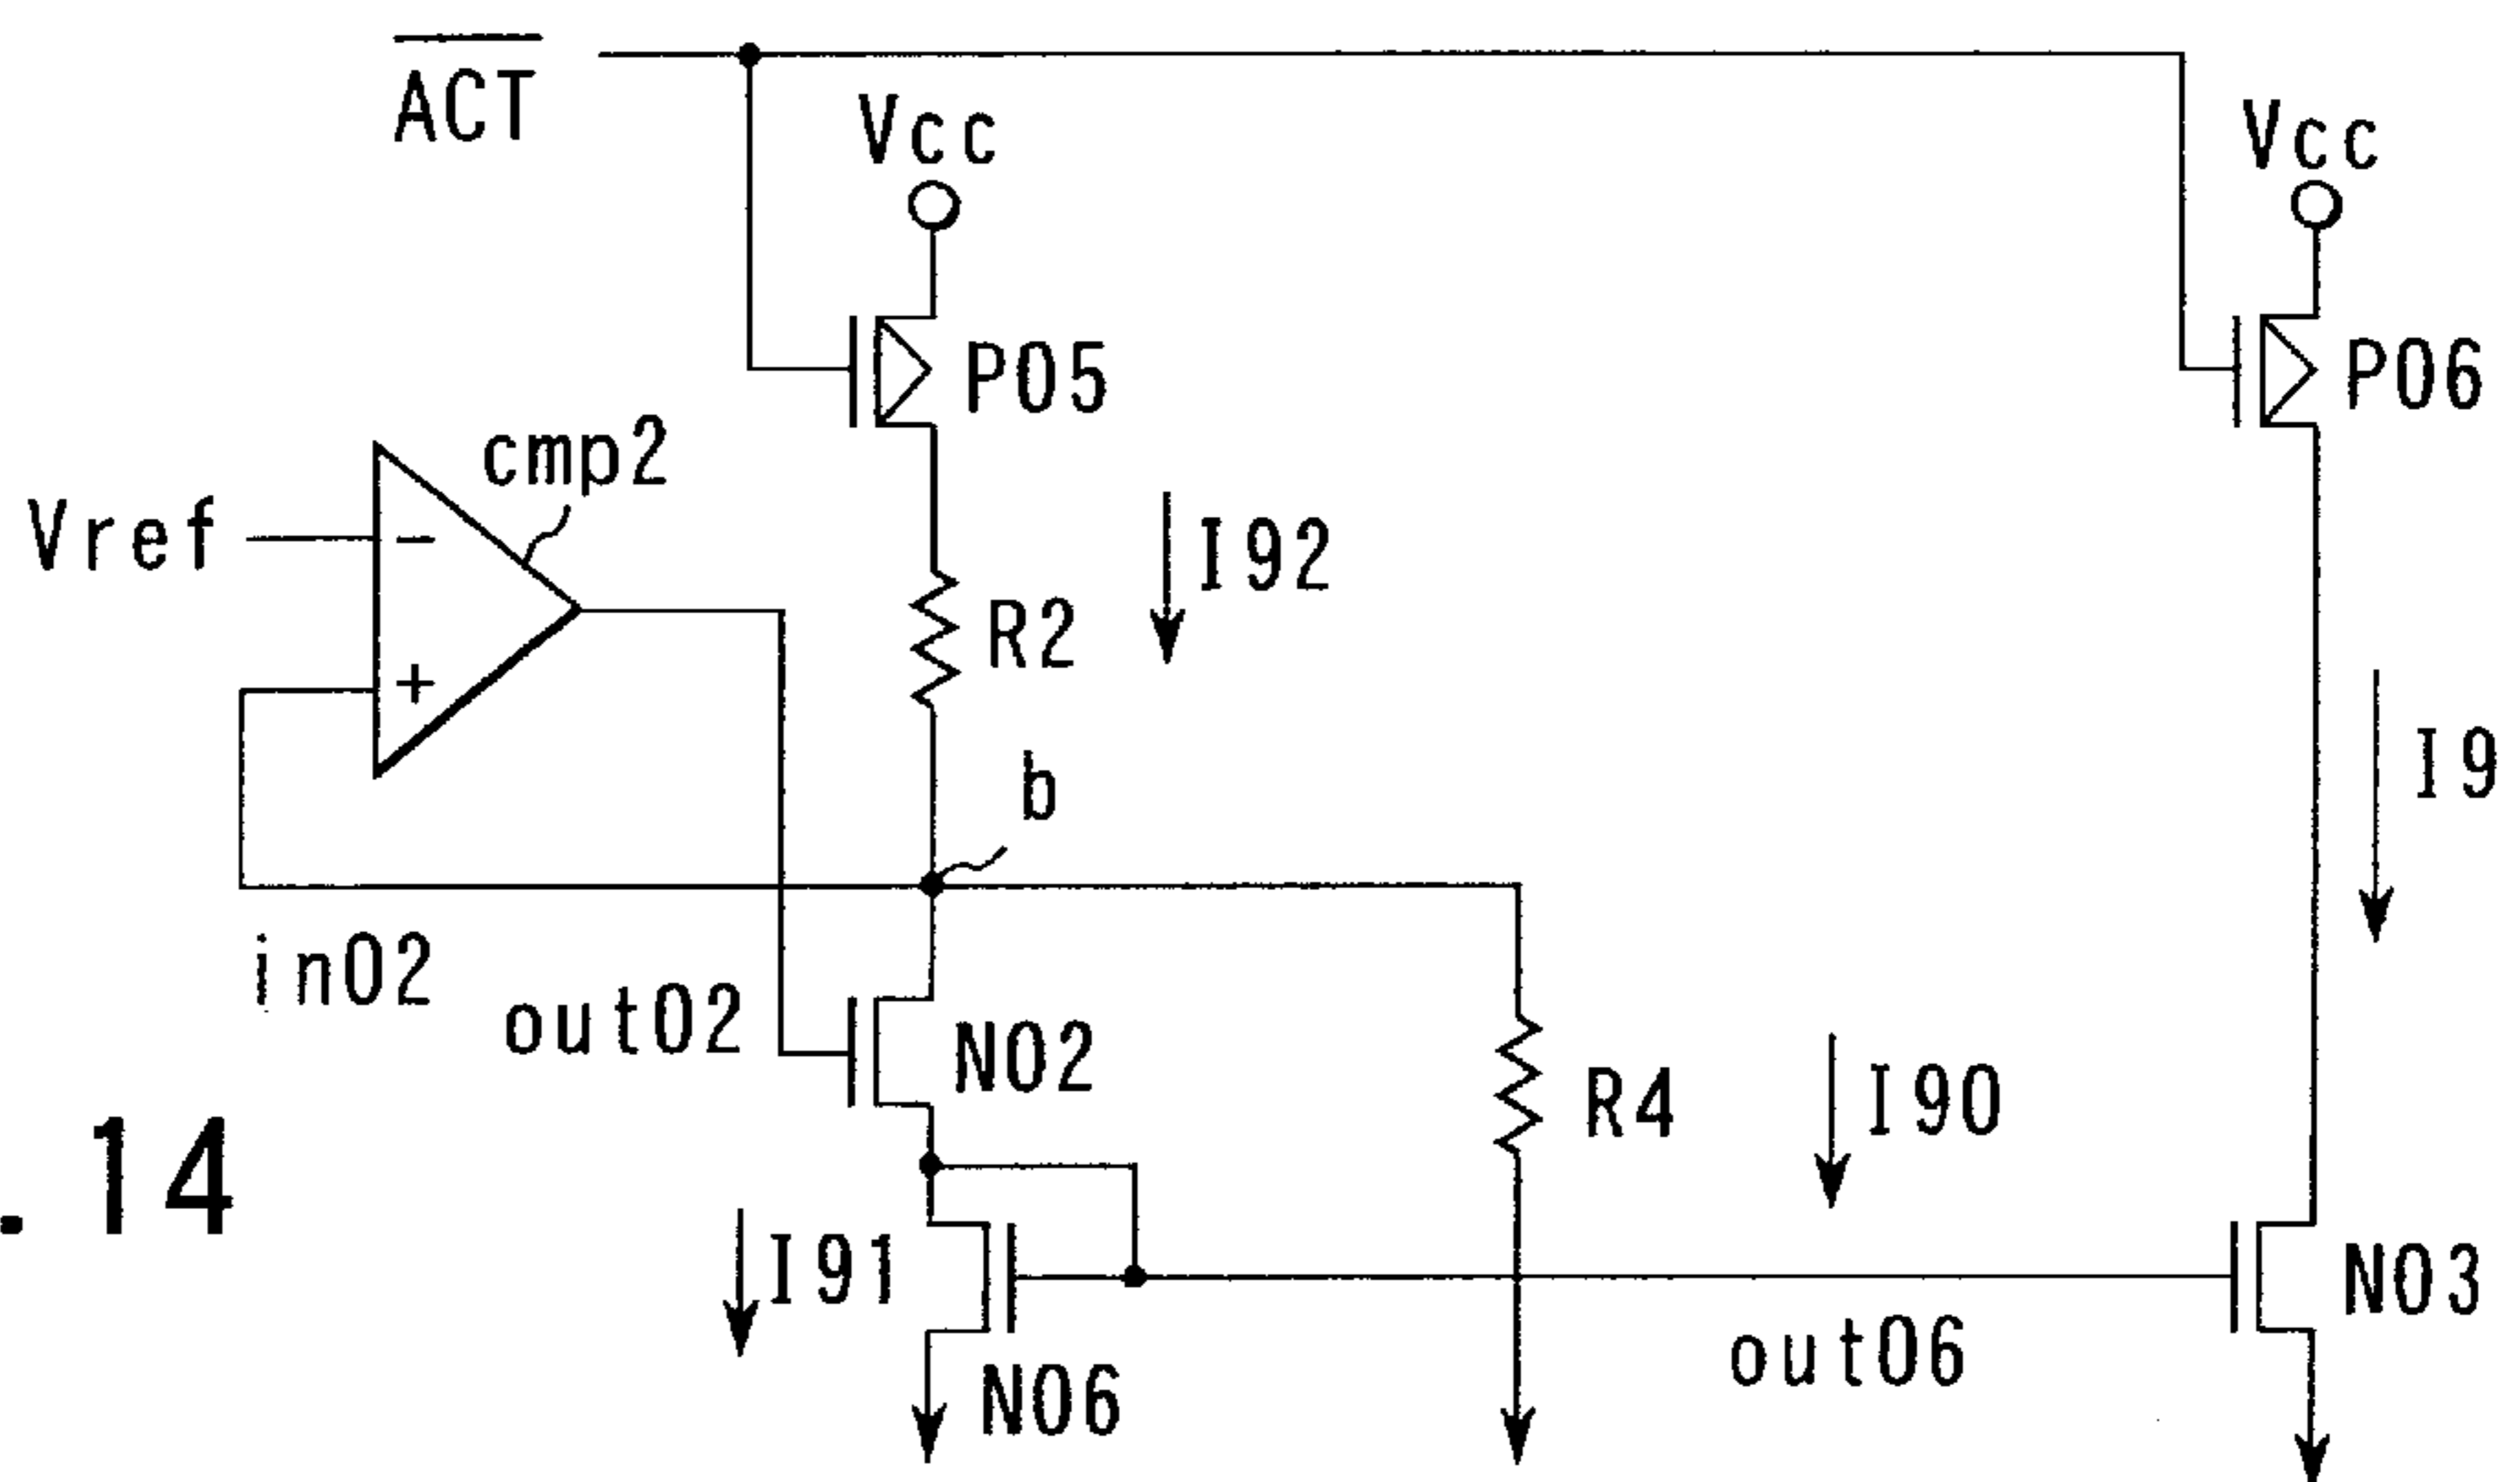 ACT
Vcc
Vcc
P05
P06
cmp2
Vref
−
+
I92
R2
I9
b
in02
out02
N02
R4
I90
.14
I91
N03
out06
N06